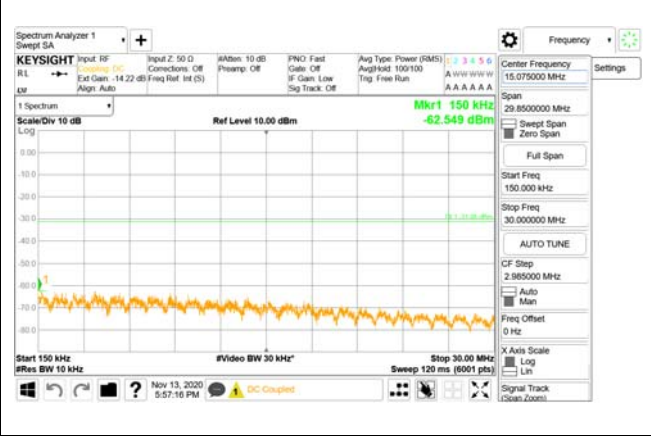 Spectrum Analyzer 1
Swept SA
+
Frequency
KEYSIGHT
RL
Input: RF
Coupling: DC
Ext Gain: -14.22 dB
Align: Auto
Input Z: 50 Ω
Corrections: Off
Freq Ref: Int (S)
#Atten: 10 dB
Preamp: Off
PNO: Fast
Gate: Off
IF Gain: Low
Sig Track: Off
Avg Type: Power (RMS)
Avg|Hold: 100/100
Trig: Free Run
1 2 3 4 5 6
A W W W W W
A A A A A A
1 Spectrum
Scale/Div 10 dB
Ref Level 10.00 dBm
Mkr1 150 kHz
-62.549 dBm
Log
0.00
-10.0
-20.0
-30.0
-40.0
-50.0
-60.0
-70.0
-80.0
1
Start 150 kHz
#Res BW 10 kHz
#Video BW 30 kHz*
Stop 30.00 MHz
Sweep 120 ms (6001 pts)
?
Nov 13, 2020
5:57:16 PM
DC Coupled
Settings
Center Frequency
15.075000 MHz
Span
29.8500000 MHz
Swept Span
Zero Span
Full Span
Start Freq
150.000 kHz
Stop Freq
30.000000 MHz
AUTO TUNE
CF Step
2.985000 MHz
Auto
Man
Freq Offset
0 Hz
X Axis Scale
Log
Lin
Signal Track
(Span Zoom)